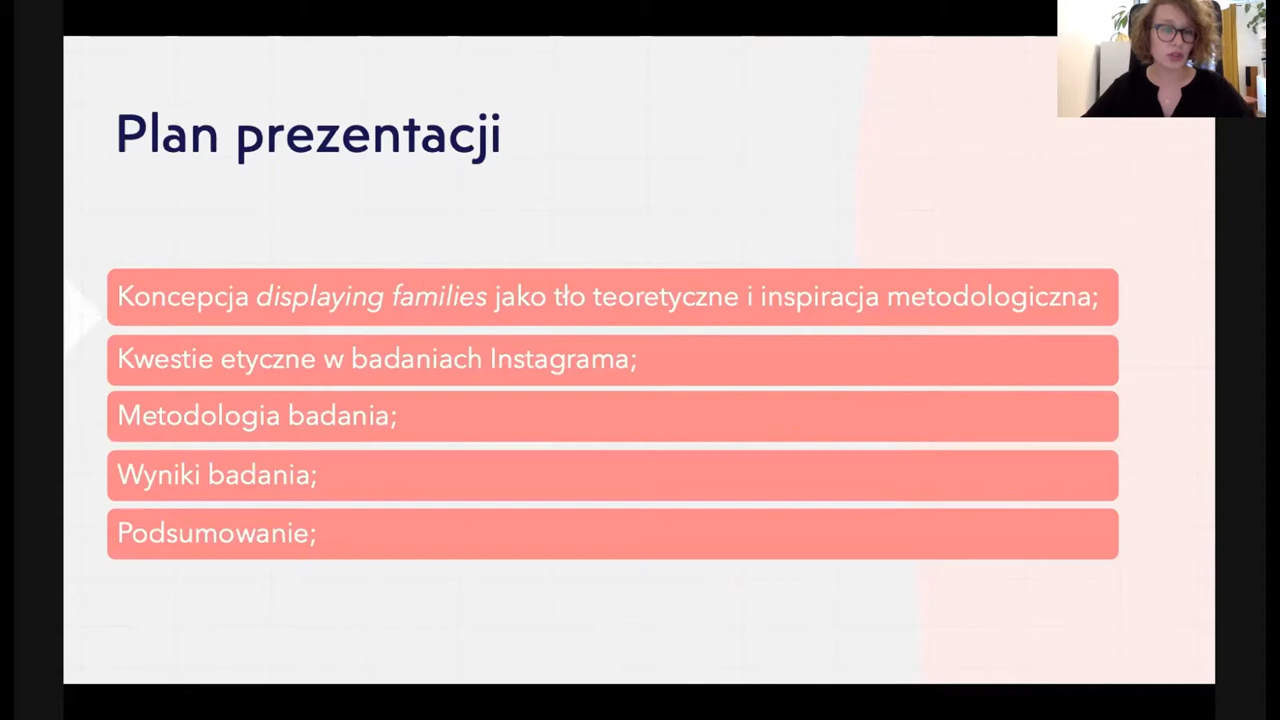 Plan prezentacji
Koncepcja displaying families jako tło teoretyczne i inspiracja metodologiczna;
Kwestie etyczne w badaniach Instagrama;
Metodologia badania;
Wyniki badania;
Podsumowanie;